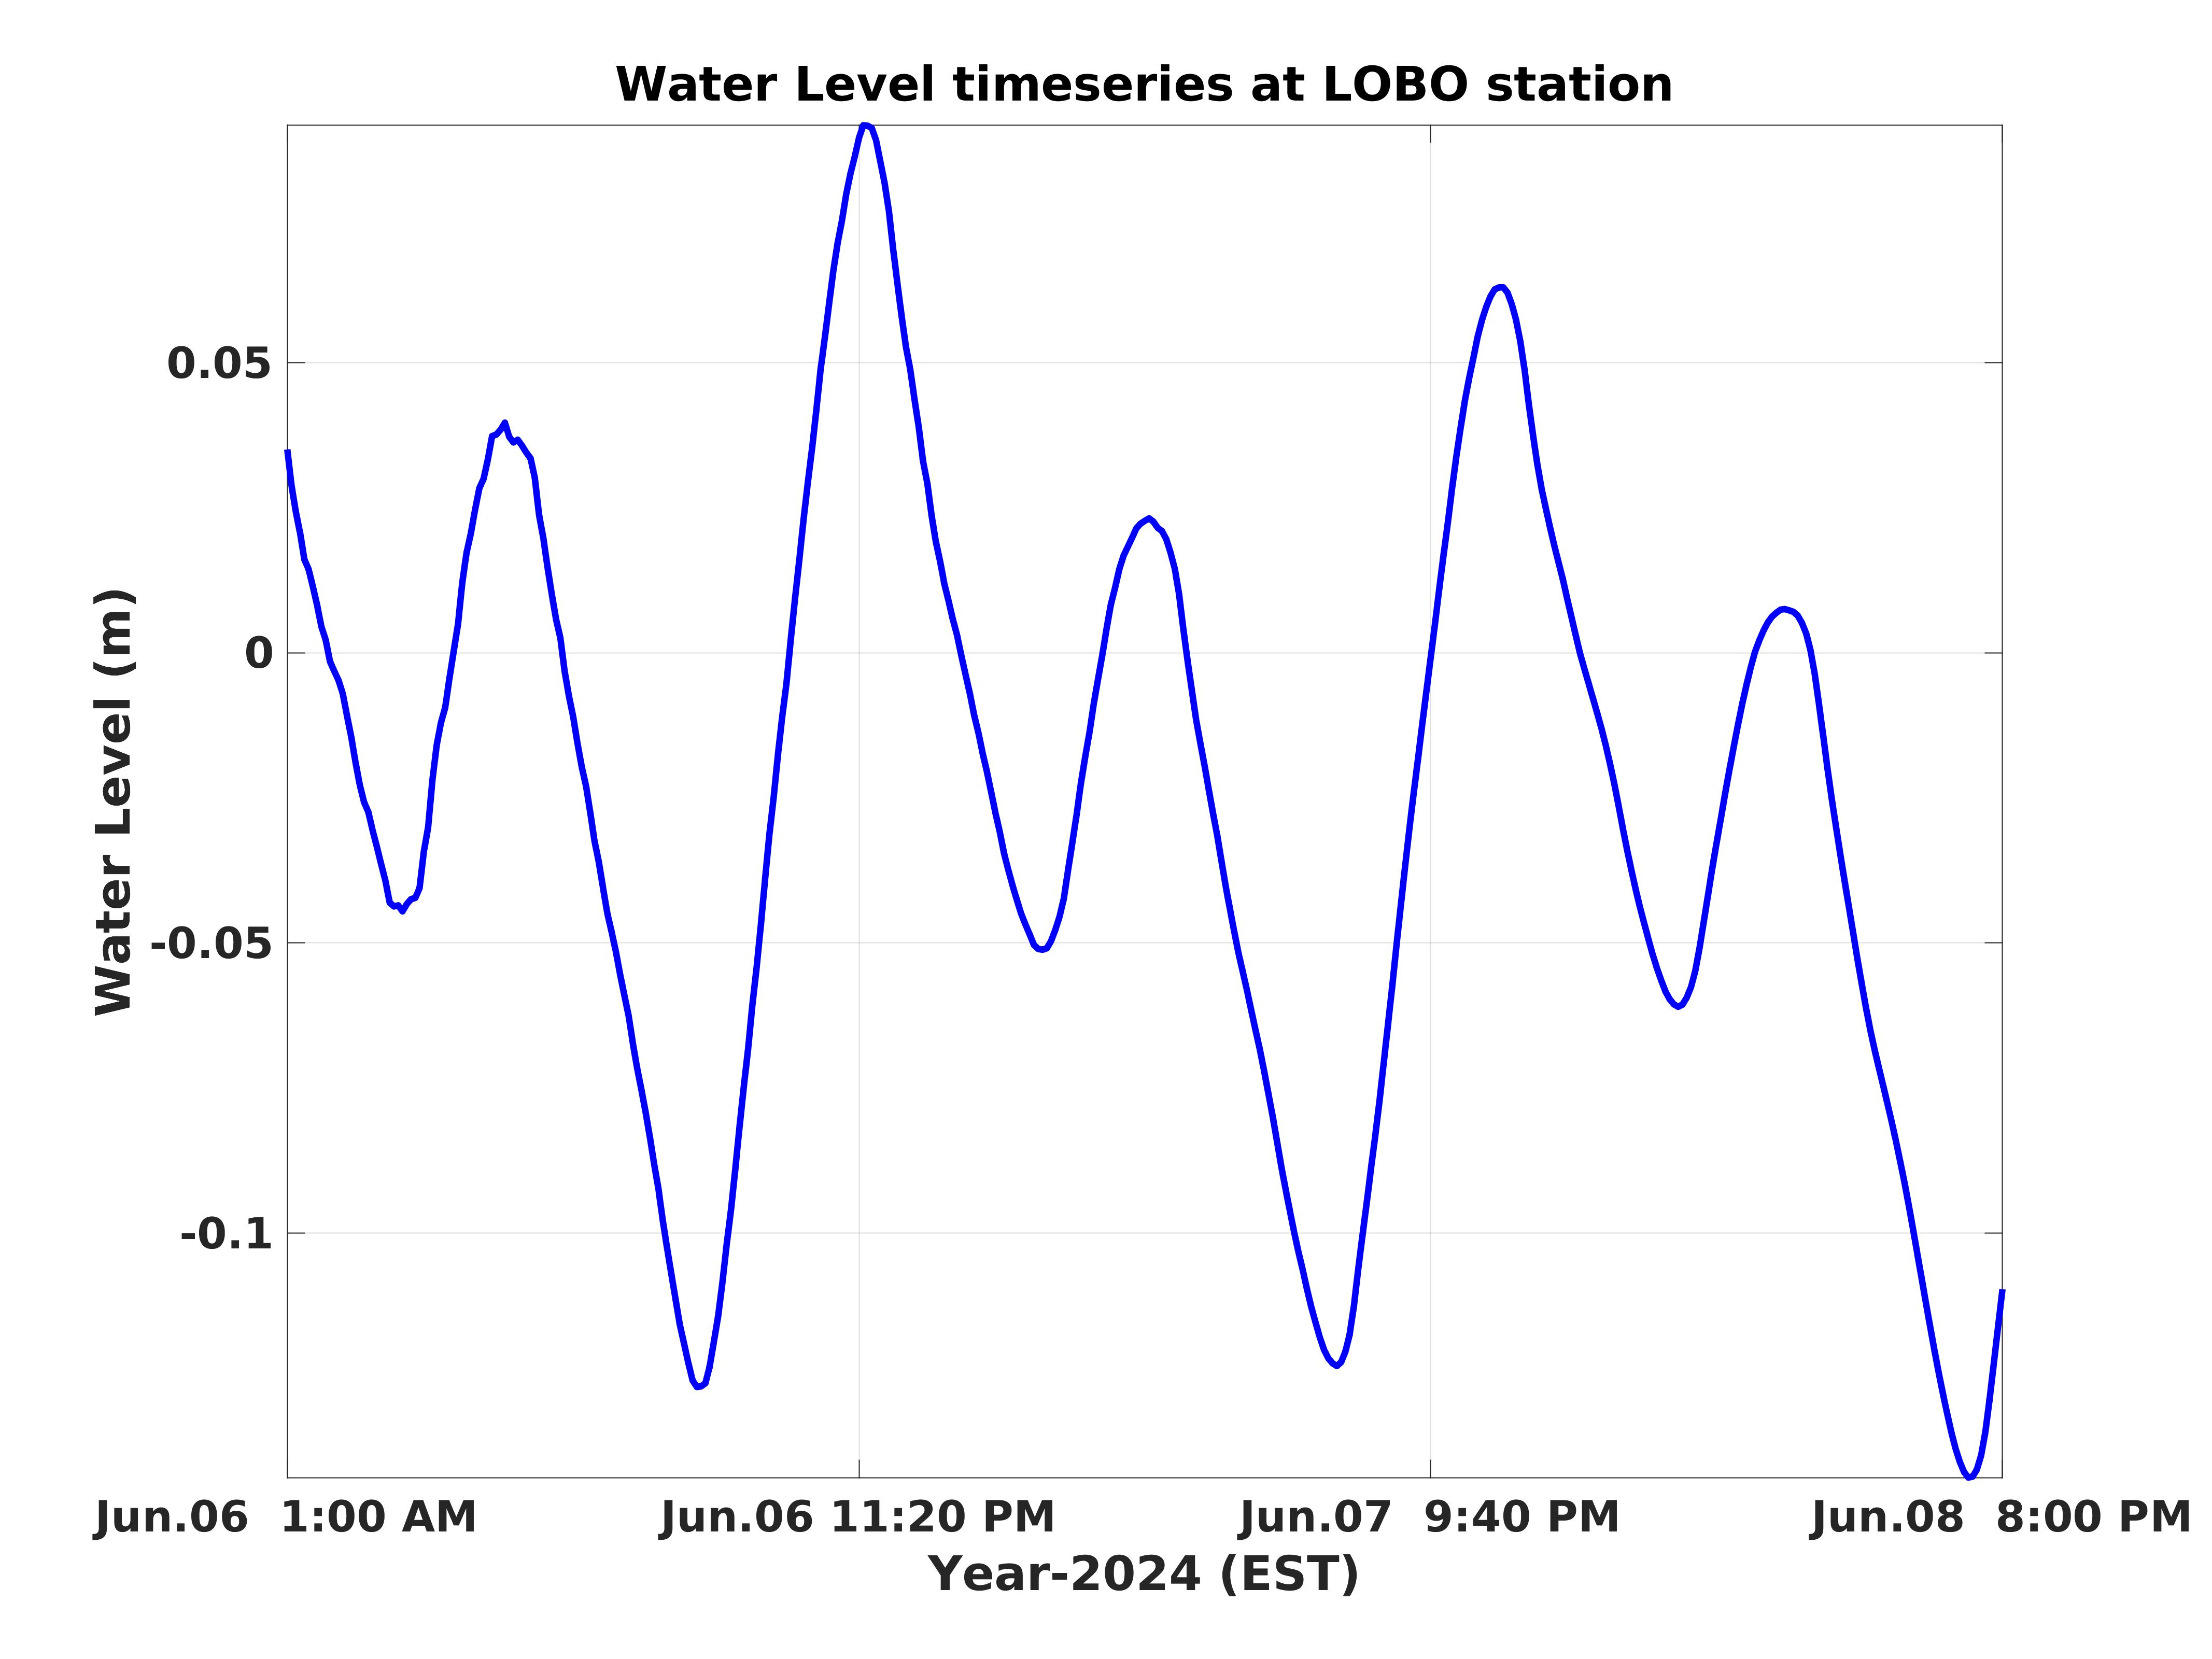 Water Level timeseries at LOBO station
Water Level (m)
0.05
0
-0.05
-0.1
Jun.06  1:00 AM
Jun.06 11:20 PM
Jun.07  9:40 PM
Jun.08  8:00 PM
Year-2024 (EST)